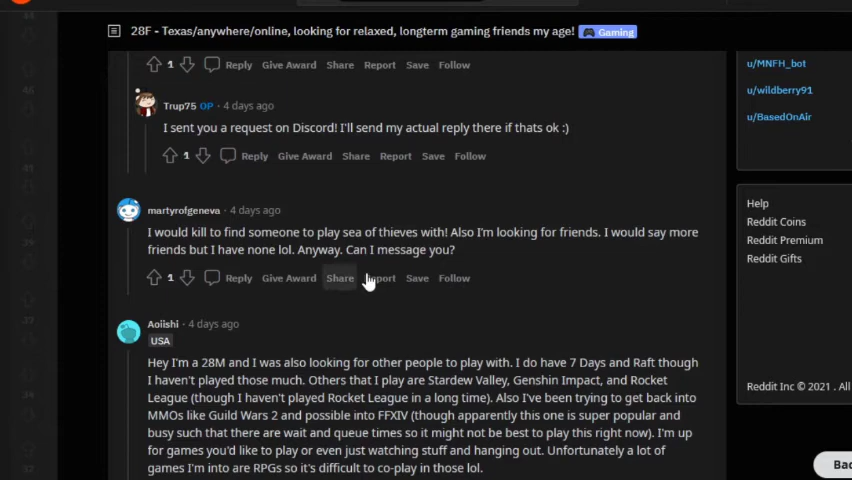 28F - Texas/anywhere/online, looking for relaxed, longterm gaming friends my age! Gaming
1 Reply Give Award Share Report Save Follow
Trup75 OP · 4 days ago
I sent you a request on Discord! I'll send my actual reply there if thats ok :)
1 Reply Give Award Share Report Save Follow
martyrofgeneva · 4 days ago
I would kill to find someone to play sea of thieves with! Also I'm looking for friends. I would say more
friends but I have none lol. Anyway. Can I message you?
1 Reply Give Award Share Report Save Follow
Aoiishi · 4 days ago
USA
Hey I'm a 28M and I was also looking for other people to play with. I do have 7 Days and Raft though
I haven't played those much. Others that I play are Stardew Valley, Genshin Impact, and Rocket
League (though I haven't played Rocket League in a long time). Also I've been trying to get back into
MMOs like Guild Wars 2 and possible into FFXIV (though apparently this one is super popular and
busy such that there are wait and queue times so it might not be best to play this right now). I'm up
for games you'd like to play or even just watching stuff and hanging out. Unfortunately a lot of
games I'm into are RPGs so it's difficult to co-play in those lol.
u/MNFH_bot
u/wildberry91
u/BasedOnAir
Help
Reddit Coins
Reddit Premium
Reddit Gifts
Reddit Inc © 2021 . All
Bac